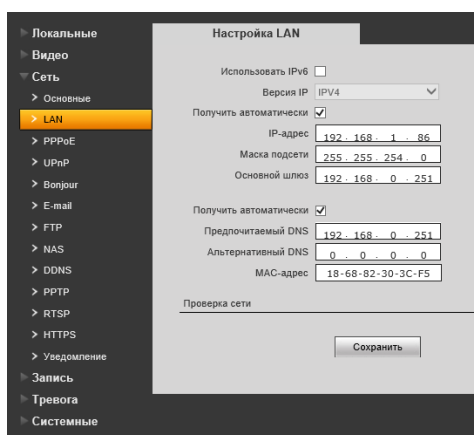 Локальные
Видео
Сеть
Основные
LAN
PPPoE
UPnP
Bonjour
E-mail
FTP
NAS
DDNS
PPTP
RTSP
HTTPS
Уведомление
Запись
Тревога
Системные
Настройка LAN
Использовать IPv6
Версия IP IPV4
Получить автоматически
IP-адрес 192 . 168 . 1 . 86
Маска подсети 255 . 255 . 254 . 0
Основной шлюз 192 . 168 . 0 . 251
Получить автоматически
Предпочитаемый DNS 192 . 168 . 0 . 251
Альтернативный DNS 0 . 0 . 0 . 0
MAC-адрес 18-68-82-30-3C-F5
Проверка сети
Сохранить